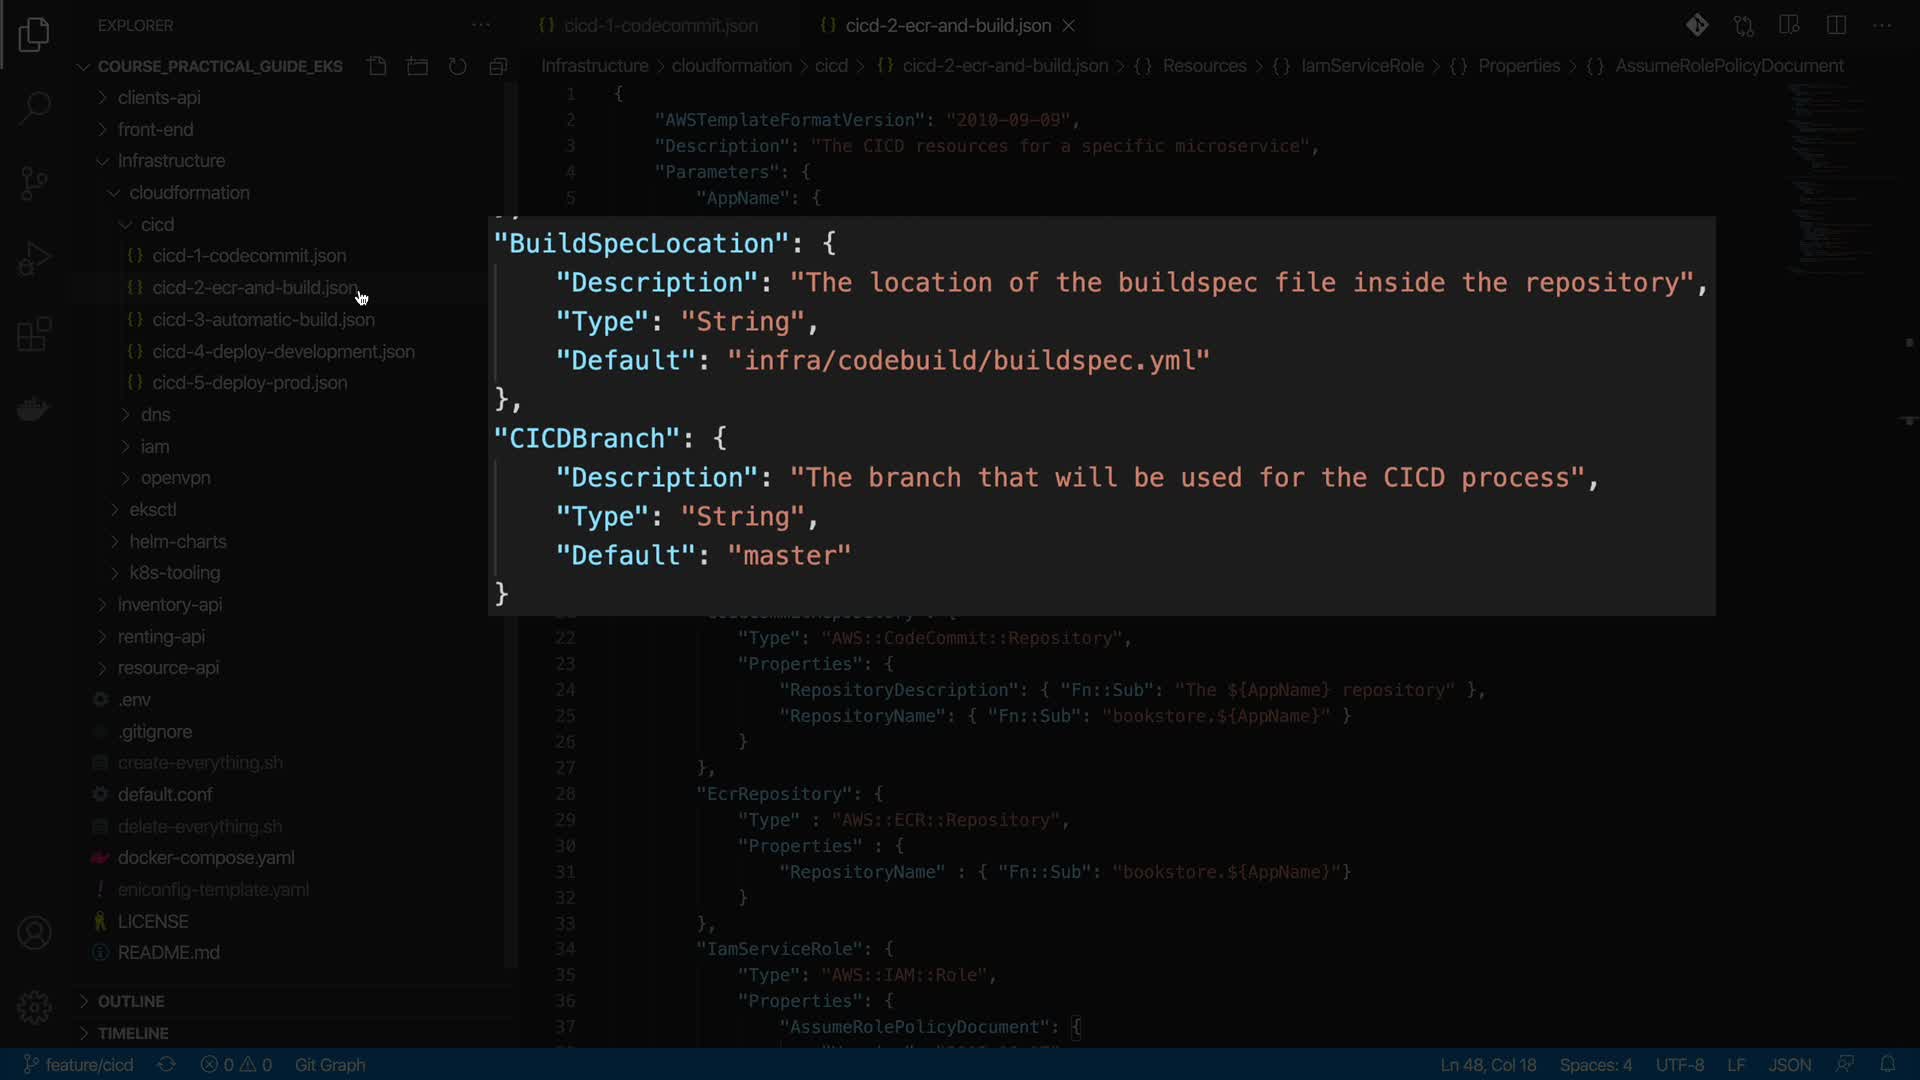 EXPLORER
COURSE_PRACTICAL_GUIDE_EKS
clients-api
front-end
Infrastructure
cloudformation
cicd
cicd-1-codecommit.json
cicd-2-ecr-and-build.json
cicd-3-automatic-build.json
cicd-4-deploy-development.json
cicd-5-deploy-prod.json
dns
iam
openvpn
eksctl
helm-charts
k8s-tooling
inventory-api
renting-api
resource-api
.env
.gitignore
create-everything.sh
default.conf
delete-everything.sh
docker-compose.yaml
eniconfig-template.yaml
LICENSE
README.md
OUTLINE
TIMELINE
cicd-1-codecommit.json
cicd-2-ecr-and-build.json
Infrastructure > cloudformation > cicd > {} cicd-2-ecr-and-build.json > {} Resources > {} IamServiceRole > {} Properties > {} AssumeRolePolicyDocument
1 {
2 "AWSTemplateFormatVersion": "2010-09-09",
3 "Description": "The CICD resources for a specific microservice",
4 "Parameters": {
5 "AppName": {
"BuildSpecLocation": {
"Description": "The location of the buildspec file inside the repository",
"Type": "String",
"Default": "infra/codebuild/buildspec.yml"
},
"CICDBranch": {
"Description": "The branch that will be used for the CICD process",
"Type": "String",
"Default": "master"
}
22 "Type": "AWS::CodeCommit::Repository",
23 "Properties": {
24 "RepositoryDescription": { "Fn::Sub": "The ${AppName} repository" },
25 "RepositoryName": { "Fn::Sub": "bookstore.${AppName}" }
26 }
27 },
28 "EcrRepository": {
29 "Type" : "AWS::ECR::Repository",
30 "Properties" : {
31 "RepositoryName" : { "Fn::Sub": "bookstore.${AppName}"}
32 }
33 },
34 "IamServiceRole": {
35 "Type": "AWS::IAM::Role",
36 "Properties": {
37 "AssumeRolePolicyDocument": {
feature/cicd 0 0 Git Graph Ln 48, Col 18 Spaces: 4 UTF-8 LF JSON